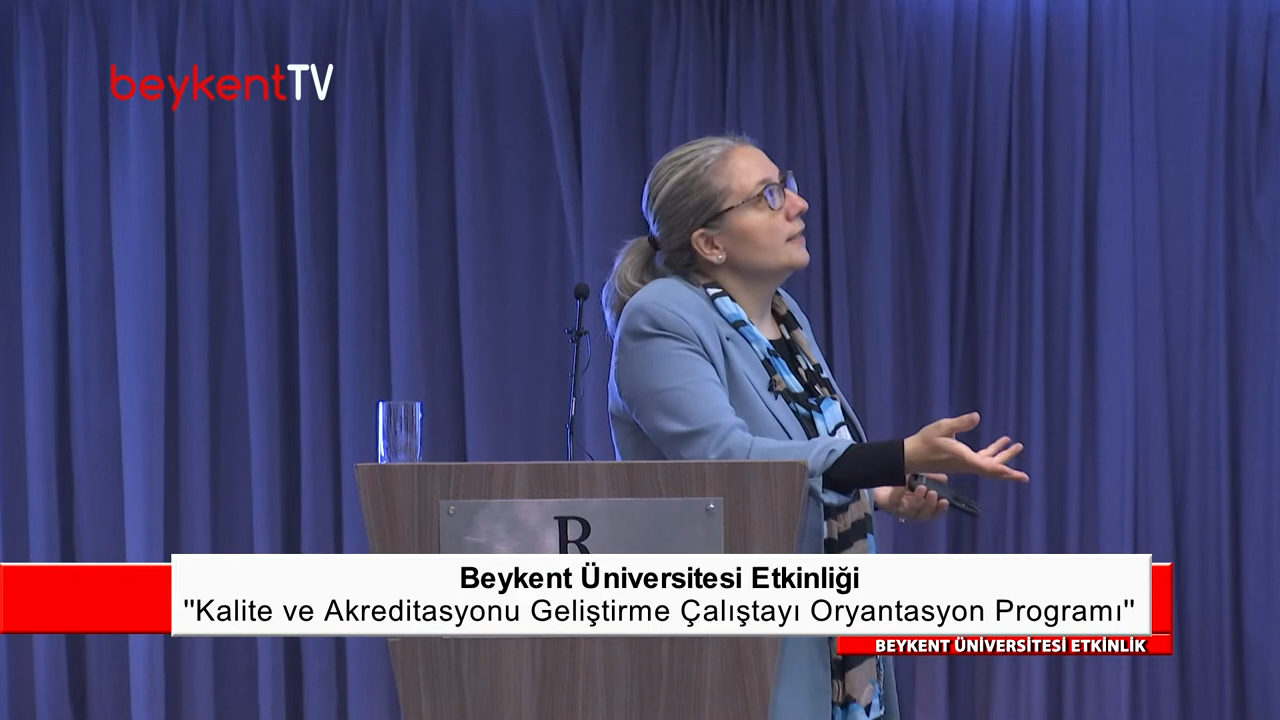 beykentTV
R
Beykent Üniversitesi Etkinliği
"Kalite ve Akreditasyonu Geliştirme Çalıştayı Oryantasyon Programı"
BEYKENT ÜNİVERSİTESİ ETKİNLİK